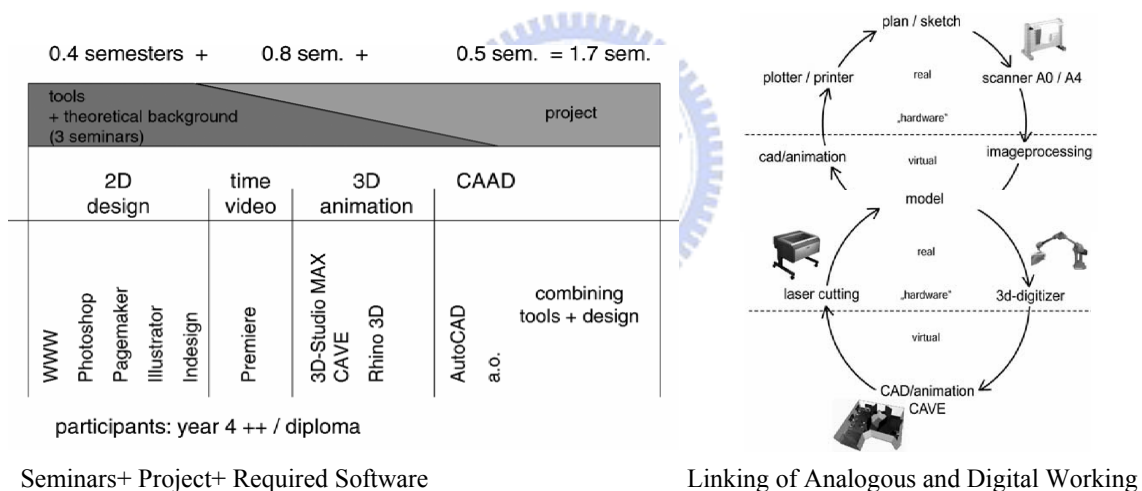 0.4 semesters + 0.8 sem. + 0.5 sem. = 1.7 sem.
tools
+ theoretical background
(3 seminars)
project
2D
design
time
video
3D
animation
CAAD
WWW
Photoshop
Pagemaker
Illustrator
Indesign
Premiere
3D-Studio MAX
CAVE
Rhino 3D
AutoCAD
a.o.
combining
tools + design
participants: year 4 ++ / diploma
Seminars+ Project+ Required Software
plan / sketch
plotter / printer
real
scanner A0 / A4
„hardware"
cad/animation
virtual
imageprocessing
model
real
laser cutting
„hardware"
3d-digitizer
virtual
CAD/animation
CAVE
Linking of Analogous and Digital Working